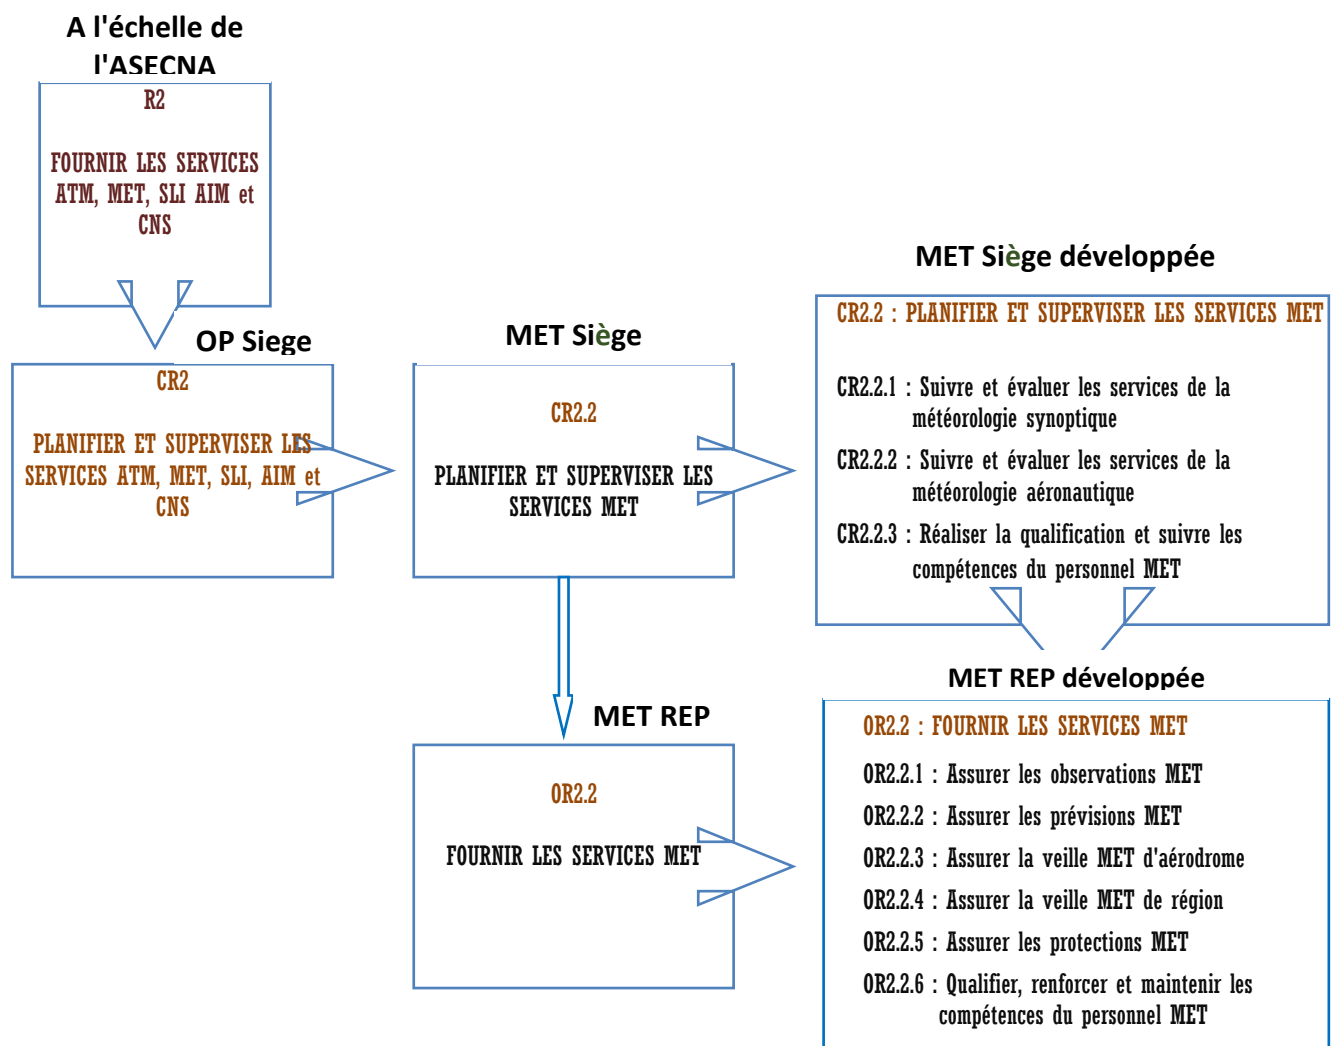 A l'échelle de
l'ASECNA
R2
FOURNIR LES SERVICES
ATM, MET, SLI AIM et
CNS
OP Siege
CR2
PLANIFIER ET SUPERVISER LES
SERVICES ATM, MET, SLI, AIM et
CNS
MET Siège
CR2.2
PLANIFIER ET SUPERVISER LES
SERVICES MET
MET Siège développée
CR2.2 : PLANIFIER ET SUPERVISER LES SERVICES MET
CR2.2.1 : Suivre et évaluer les services de la
météorologie synoptique
CR2.2.2 : Suivre et évaluer les services de la
météorologie aéronautique
CR2.2.3 : Réaliser la qualification et suivre les
compétences du personnel MET
MET REP
OR2.2
FOURNIR LES SERVICES MET
MET REP développée
OR2.2 : FOURNIR LES SERVICES MET
OR2.2.1 : Assurer les observations MET
OR2.2.2 : Assurer les prévisions MET
OR2.2.3 : Assurer la veille MET d'aérodrome
OR2.2.4 : Assurer la veille MET de région
OR2.2.5 : Assurer les protections MET
OR2.2.6 : Qualifier, renforcer et maintenir les
compétences du personnel MET